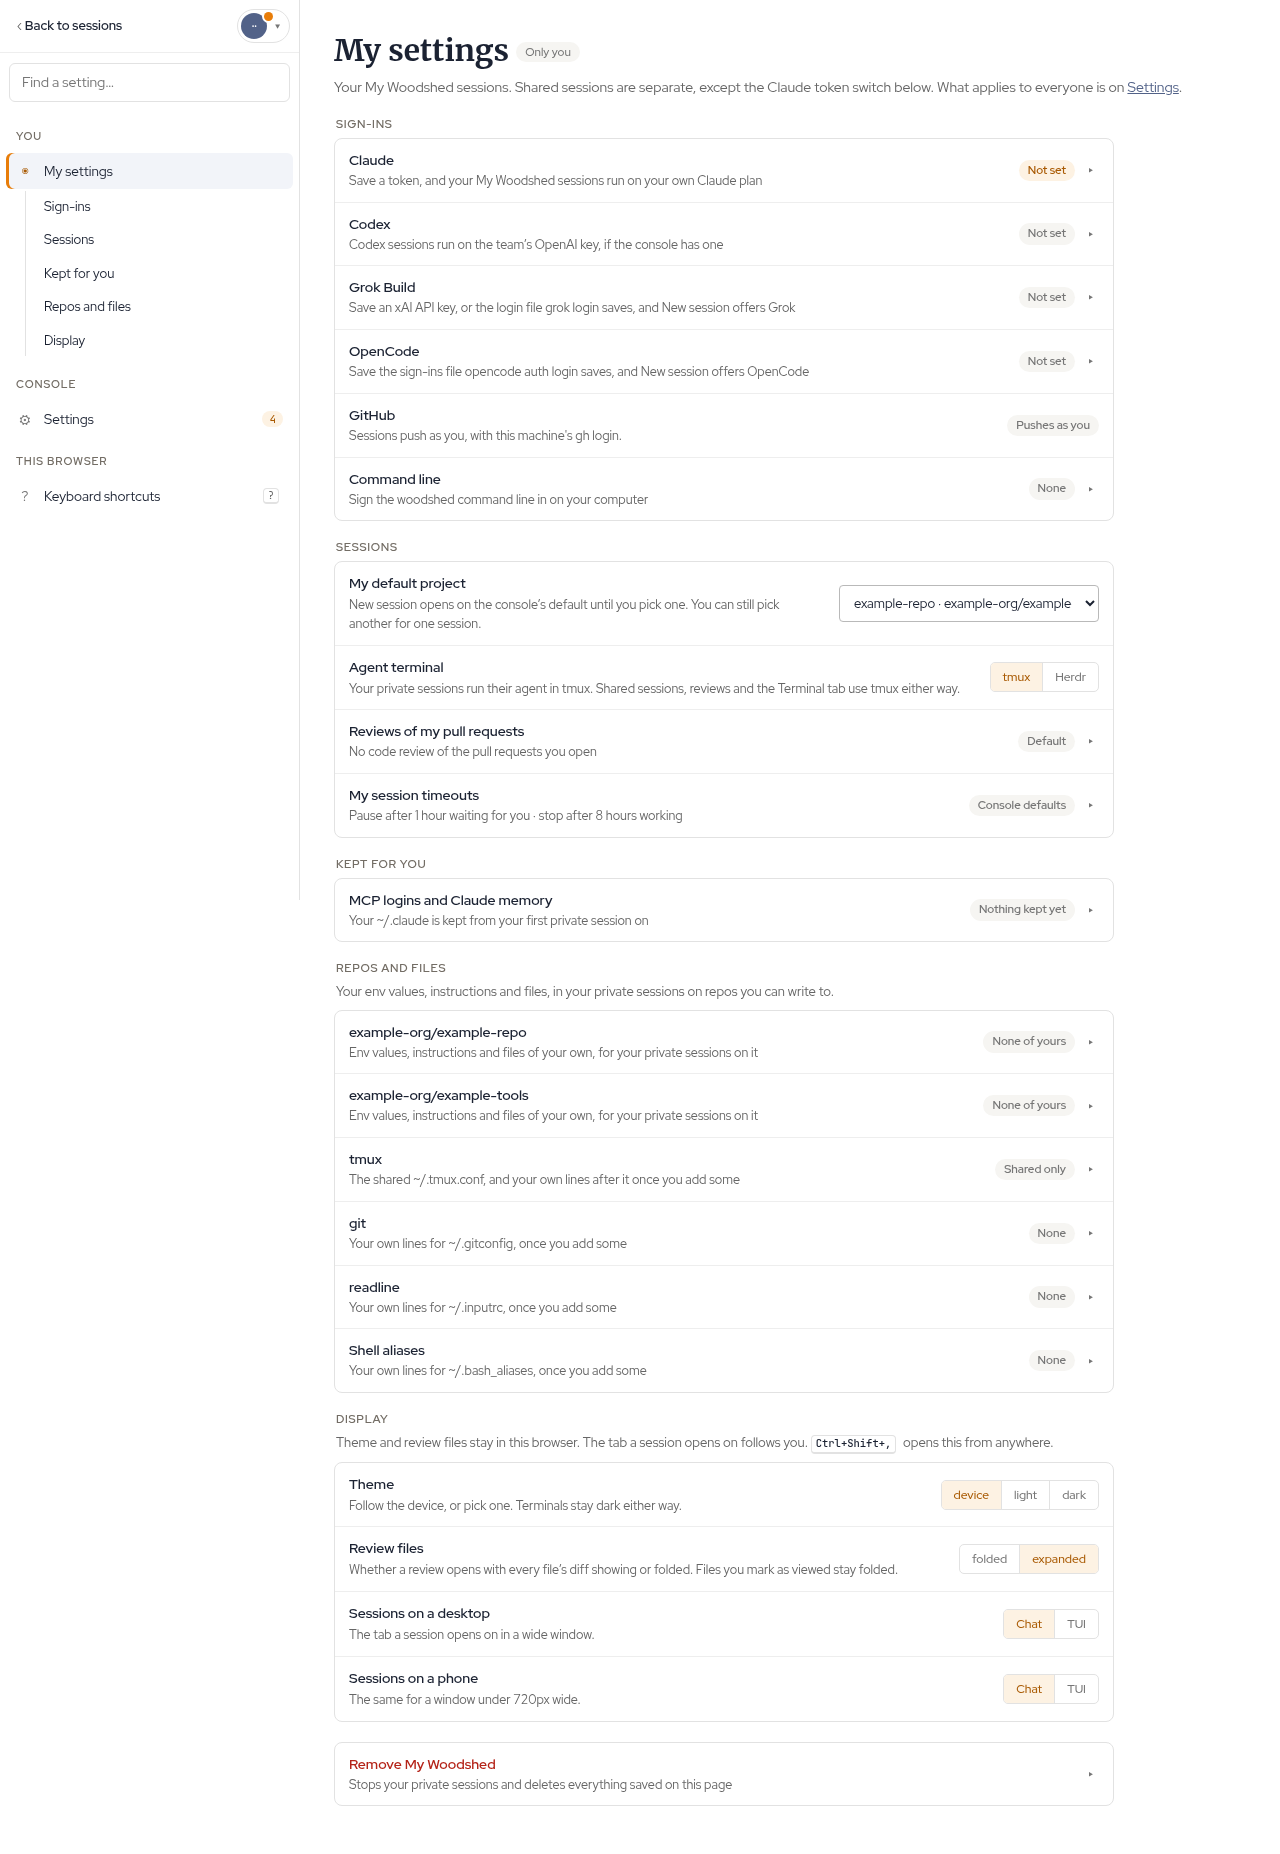 ‹ Back to sessions
Find a setting...
YOU
My settings
Sign-ins
Sessions
Kept for you
Repos and files
Display
CONSOLE
Settings
4
THIS BROWSER
? Keyboard shortcuts
?
My settings
Only you
Your My Woodshed sessions. Shared sessions are separate, except the Claude token switch below. What applies to everyone is on Settings.
SIGN-INS
Claude
Save a token, and your My Woodshed sessions run on your own Claude plan
Not set
Codex
Codex sessions run on the team's OpenAI key, if the console has one
Not set
Grok Build
Save an xAI API key, or the login file grok login saves, and New session offers Grok
Not set
OpenCode
Save the sign-ins file opencode auth login saves, and New session offers OpenCode
Not set
GitHub
Sessions push as you, with this machine's gh login.
Pushes as you
Command line
Sign the woodshed command line in on your computer
None
SESSIONS
My default project
New session opens on the console's default until you pick one. You can still pick
another for one session.
example-repo · example-org/example
Agent terminal
Your private sessions run their agent in tmux. Shared sessions, reviews and the Terminal tab use tmux either way.
tmux
Herdr
Reviews of my pull requests
No code review of the pull requests you open
Default
My session timeouts
Pause after 1 hour waiting for you · stop after 8 hours working
Console defaults
KEPT FOR YOU
MCP logins and Claude memory
Your ~/.claude is kept from your first private session on
Nothing kept yet
REPOS AND FILES
Your env values, instructions and files, in your private sessions on repos you can write to.
example-org/example-repo
Env values, instructions and files of your own, for your private sessions on it
None of yours
example-org/example-tools
Env values, instructions and files of your own, for your private sessions on it
None of yours
tmux
The shared ~/.tmux.conf, and your own lines after it once you add some
Shared only
git
Your own lines for ~/.gitconfig, once you add some
None
readline
Your own lines for ~/.inputrc, once you add some
None
Shell aliases
Your own lines for ~/.bash_aliases, once you add some
None
DISPLAY
Theme and review files stay in this browser. The tab a session opens on follows you. Ctrl+Shift+, opens this from anywhere.
Theme
Follow the device, or pick one. Terminals stay dark either way.
device
light
dark
Review files
Whether a review opens with every file's diff showing or folded. Files you mark as viewed stay folded.
folded
expanded
Sessions on a desktop
The tab a session opens on in a wide window.
Chat
TUI
Sessions on a phone
The same for a window under 720px wide.
Chat
TUI
Remove My Woodshed
Stops your private sessions and deletes everything saved on this page